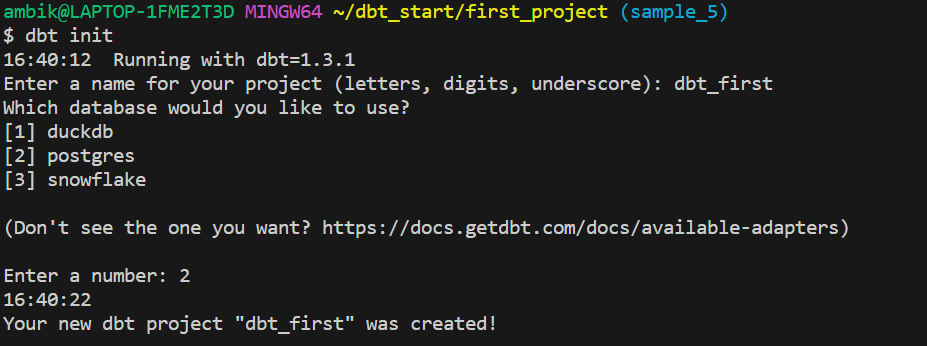 ambik@LAPTOP-1FME2T3D MINGW64 ~/dbt_start/first_project (sample_5)
$ dbt init
16:40:12  Running with dbt=1.3.1
Enter a name for your project (letters, digits, underscore): dbt_first
Which database would you like to use?
[1] duckdb
[2] postgres
[3] snowflake
(Don't see the one you want? https://docs.getdbt.com/docs/available-adapters)
Enter a number: 2
16:40:22
Your new dbt project "dbt_first" was created!